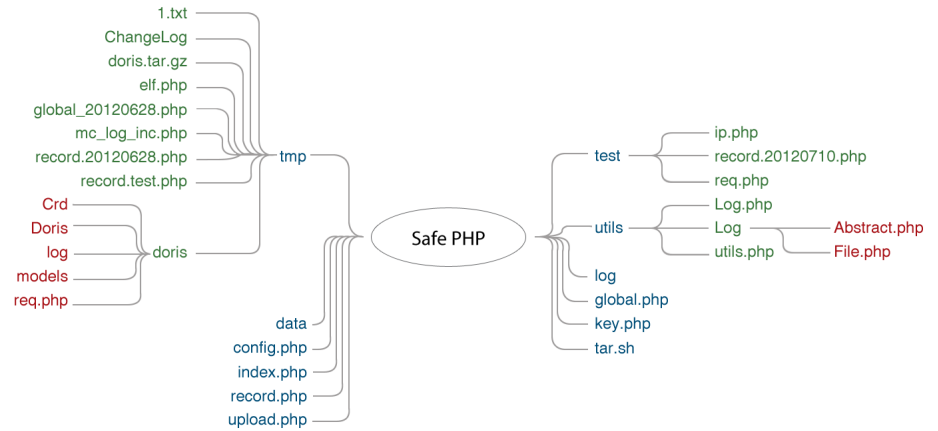 1.txt
ChangeLog
doris.tar.gz
elf.php
global_20120628.php
mc_log_inc.php
record.20120628.php
record.test.php
tmp
Crd
Doris
log
models
req.php
doris
data
config.php
index.php
record.php
upload.php
Safe PHP
test
ip.php
record.20120710.php
req.php
utils
Log.php
Log
utils.php
Abstract.php
File.php
log
global.php
key.php
tar.sh